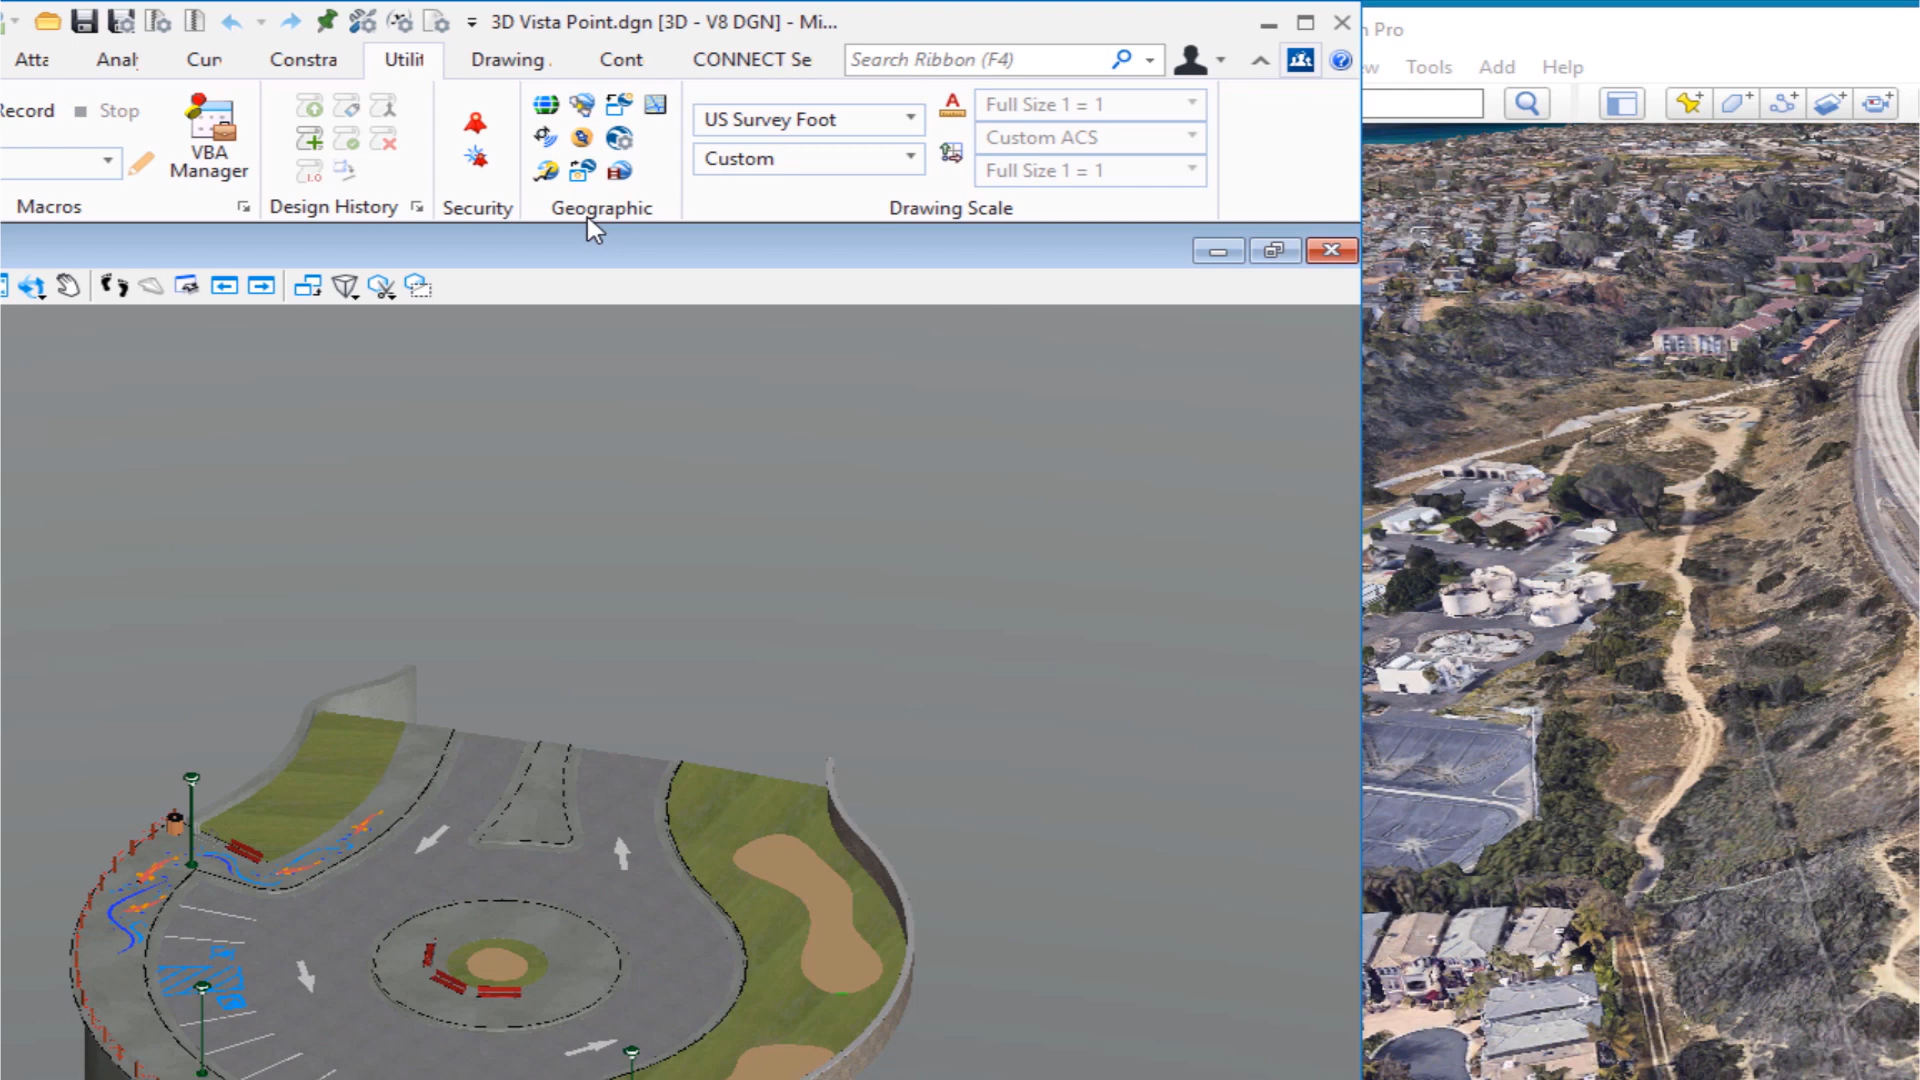 3D Vista Point.dgn [3D - V8 DGN] - Mi...
Pro
Atta
Anal
Cur
Constra
Utilit
Drawing
Cont
CONNECT Se
Search Ribbon (F4)
Tools
Add
Help
Record
Stop
VBA
Manager
US Survey Foot
Custom
Full Size 1 = 1
Custom ACS
Full Size 1 = 1
Macros
Design History
Security
Geographic
Drawing Scale